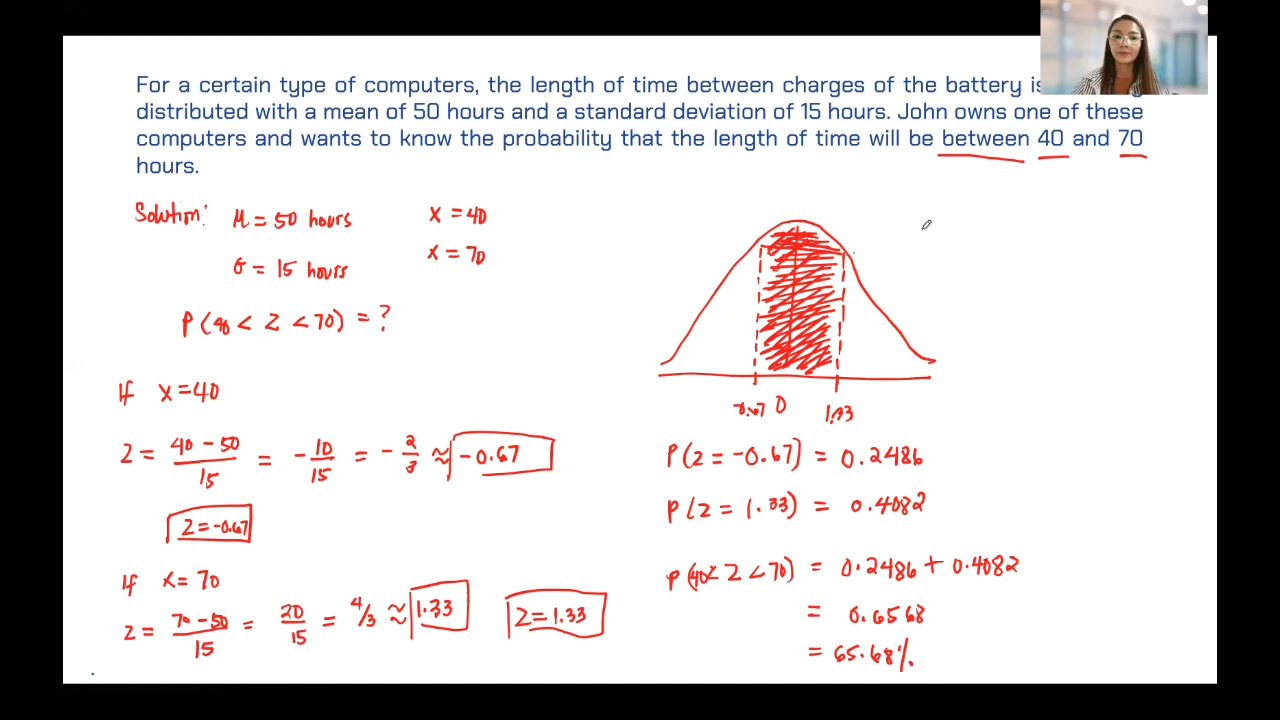 For a certain type of computers, the length of time between charges of the battery is
distributed with a mean of 50 hours and a standard deviation of 15 hours. John owns one of these
computers and wants to know the probability that the length of time will be between 40 and 70
hours.
Solution: μ = 50 hours
x = 40
σ = 15 hours
x = 70
P(40 < Z < 70) = ?
If x = 40
Z = 40 - 50 / 15 = - 10/15 = - 2/3 ≈ -0.67
Z = -0.67
If x = 70
Z = 70 - 50 / 15 = 20/15 = 4/3 ≈ 1.33
Z = 1.33
-0.67 0 1.33
P(Z = -0.67) = 0.2486
P(Z = 1.33) = 0.4082
P(40 < Z < 70) = 0.2486 + 0.4082
= 0.6568
= 65.68%